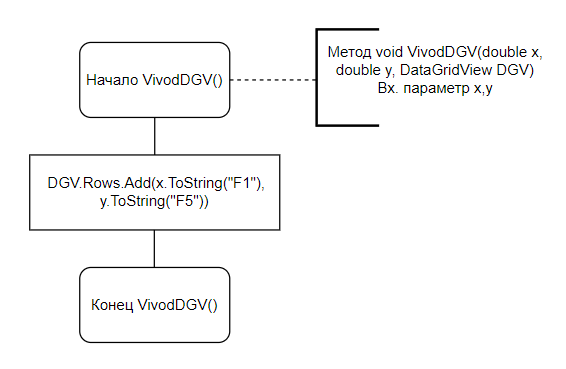 Начало VivodDGV()
Метод void VivodDGV(double x,
double y, DataGridView DGV)
Вх. параметр x,y
DGV.Rows.Add(x.ToString("F1"),
y.ToString("F5"))
Конец VivodDGV()